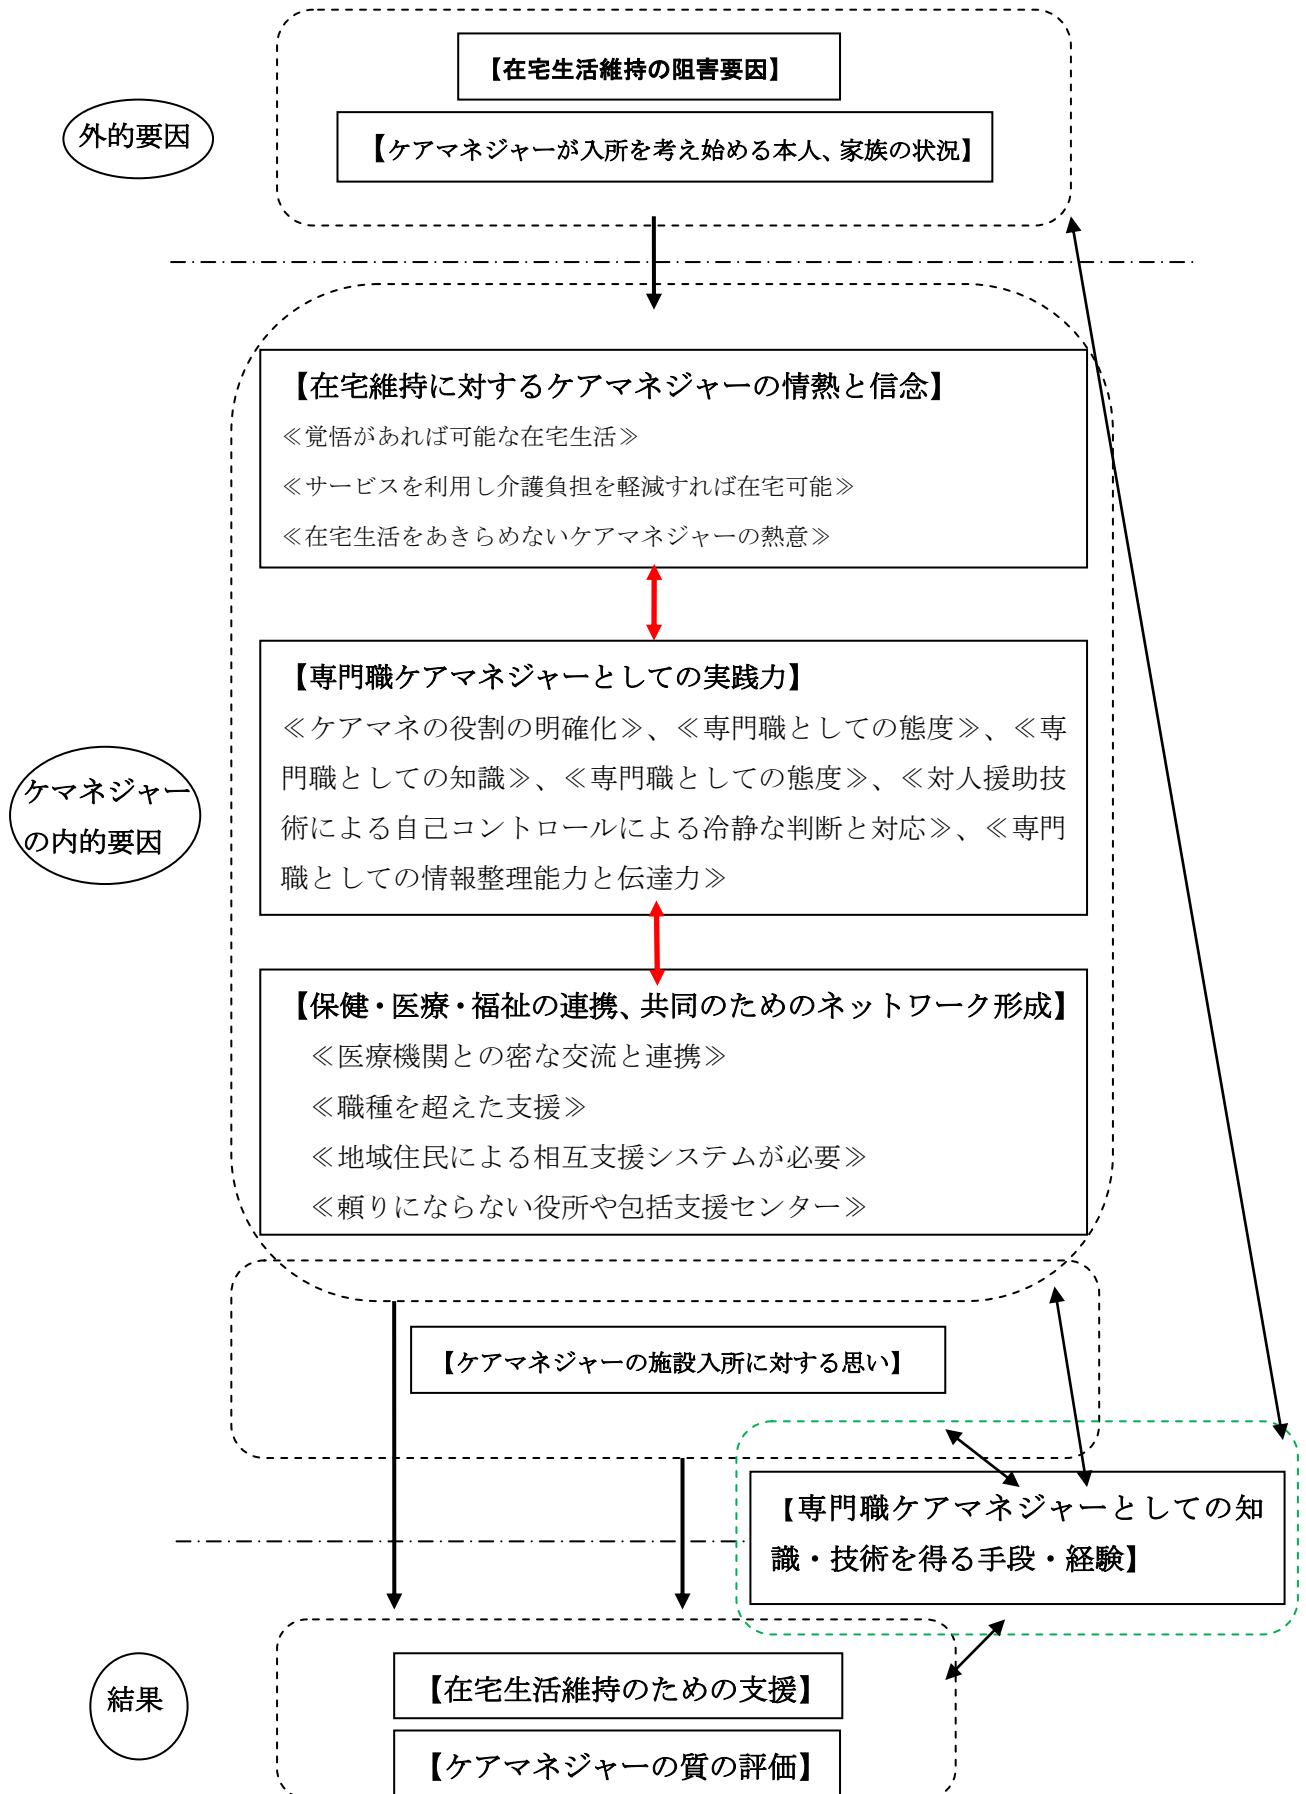 【在宅生活維持の阻害要因】
外的要因
【ケアマネジャーが入所を考え始める本人、家族の状況】
【在宅維持に対するケアマネジャーの情熱と信念】
≪覚悟があれば可能な在宅生活≫
≪サービスを利用し介護負担を軽減すれば在宅可能≫
≪在宅生活をあきらめないケアマネジャーの熱意≫
【専門職ケアマネジャーとしての実践力】
≪ケアマネの役割の明確化≫、≪専門職としての態度≫、≪専
門職としての知識≫、≪専門職としての態度≫、≪対人援助技
術による自己コントロールによる冷静な判断と対応≫、≪専門
職としての情報整理能力と伝達力≫
ケマネジャー
の内的要因
【保健・医療・福祉の連携、共同のためのネットワーク形成】
≪医療機関との密な交流と連携≫
≪職種を超えた支援≫
≪地域住民による相互支援システムが必要≫
≪頼りにならない役所や包括支援センター≫
【ケアマネジャーの施設入所に対する思い】
【専門職ケアマネジャーとしての知
識・技術を得る手段・経験】
結果
【在宅生活維持のための支援】
【ケアマネジャーの質の評価】